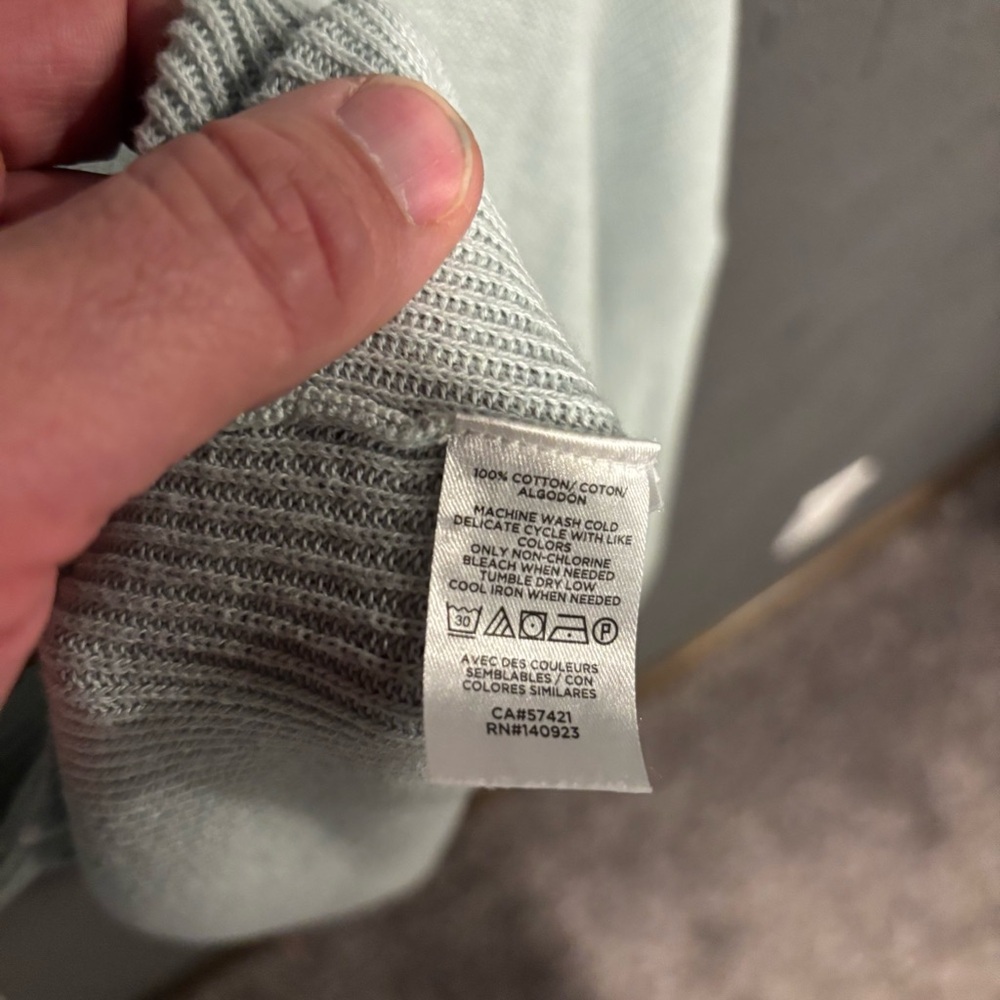 100% COTTON/ COTON/
ALGODÓN
MACHINE WASH COLD
DELICATE CYCLE WITH LIKE
COLORS
ONLY NON-CHLORINE
BLEACH WHEN NEEDED
TUMBLE DRY LOW
COOL IRON WHEN NEEDED
30 P
AVEC DES COULEURS
SEMBLABLES / CON
COLORES SIMILARES
CA#57421
RN#140923